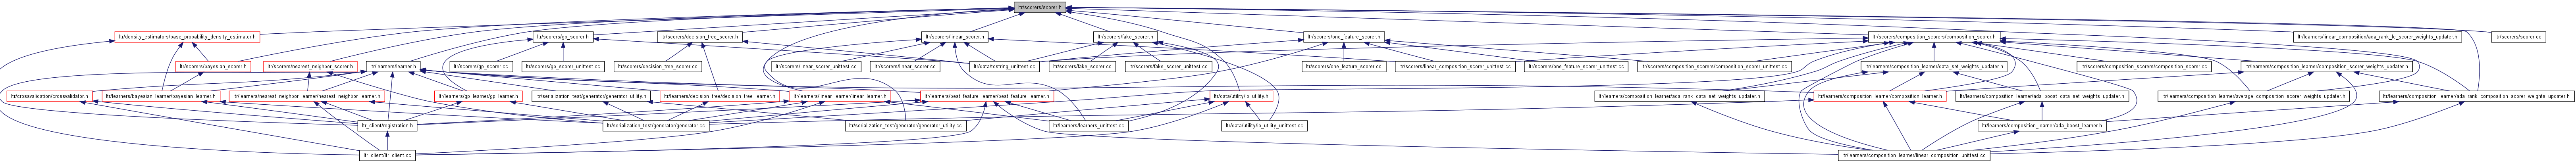 ltr/scorers/scorer.h
ltr/density_estimators/base_probability_density_estimator.h
ltr/scorers/gp_scorer.h
ltr/scorers/decision_tree_scorer.h
ltr/scorers/linear_scorer.h
ltr/scorers/fake_scorer.h
ltr/scorers/one_feature_scorer.h
ltr/scorers/composition_scorers/composition_scorer.h
ltr/learners/linear_composition/ada_rank_lc_scorer_weights_updater.h
ltr/scorers/scorer.cc
ltr/scorers/bayesian_scorer.h
ltr/scorers/nearest_neighbor_scorer.h
ltr/learners/learner.h
ltr/scorers/gp_scorer.cc
ltr/scorers/gp_scorer_unittest.cc
ltr/scorers/decision_tree_scorer.cc
ltr/scorers/linear_scorer_unittest.cc
ltr/scorers/linear_scorer.cc
ltr/data/tostring_unittest.cc
ltr/scorers/fake_scorer.cc
ltr/scorers/fake_scorer_unittest.cc
ltr/scorers/one_feature_scorer.cc
ltr/scorers/linear_composition_scorer_unittest.cc
ltr/scorers/one_feature_scorer_unittest.cc
ltr/scorers/composition_scorers/composition_scorer_unittest.cc
ltr/learners/composition_learner/data_set_weights_updater.h
ltr/scorers/composition_scorers/composition_scorer.cc
ltr/learners/composition_learner/composition_scorer_weights_updater.h
ltr/crossvalidation/crossvalidator.h
ltr/learners/bayesian_learner/bayesian_learner.h
ltr/learners/nearest_neighbor_learner/nearest_neighbor_learner.h
ltr/learners/gp_learner/gp_learner.h
ltr/serialization_test/generator/generator_utility.h
ltr/learners/decision_tree/decision_tree_learner.h
ltr/learners/linear_learner/linear_learner.h
ltr/learners/best_feature_learner/best_feature_learner.h
ltr/data/utility/io_utility.h
ltr/learners/composition_learner/ada_rank_data_set_weights_updater.h
ltr/learners/composition_learner/composition_learner.h
ltr/learners/composition_learner/ada_boost_data_set_weights_updater.h
ltr/learners/composition_learner/average_composition_scorer_weights_updater.h
ltr/learners/composition_learner/ada_rank_composition_scorer_weights_updater.h
ltr_client/registration.h
ltr/serialization_test/generator/generator.cc
ltr/serialization_test/generator/generator_utility.cc
ltr/learners/learners_unittest.cc
ltr/data/utility/io_utility_unittest.cc
ltr/learners/composition_learner/ada_boost_learner.h
ltr_client/ltr_client.cc
ltr/learners/composition_learner/linear_composition_unittest.cc